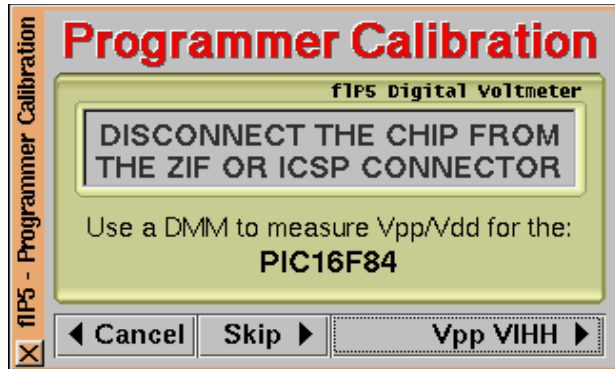 flP5 - Programmer Calibration
Programmer Calibration
flP5 Digital Voltmeter
DISCONNECT THE CHIP FROM
THE ZIF OR ICSP CONNECTOR
Use a DMM to measure Vpp/Vdd for the:
PIC16F84
Cancel
Skip
Vpp VIHH